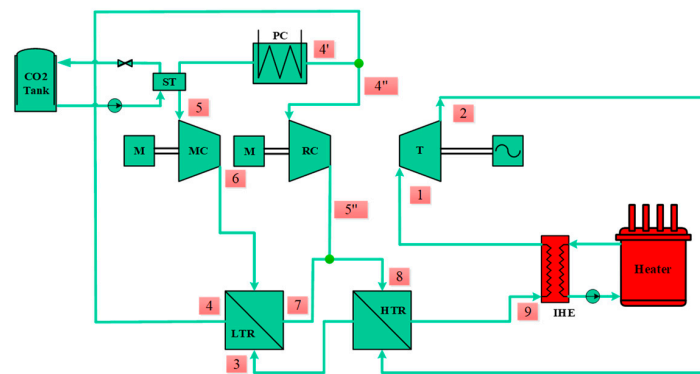 PC
4'
CO2
Tank
ST
4''
5
2
M
MC
M
RC
T
6
1
5''
Heater
8
4
7
LTR
HTR
9
IHE
3